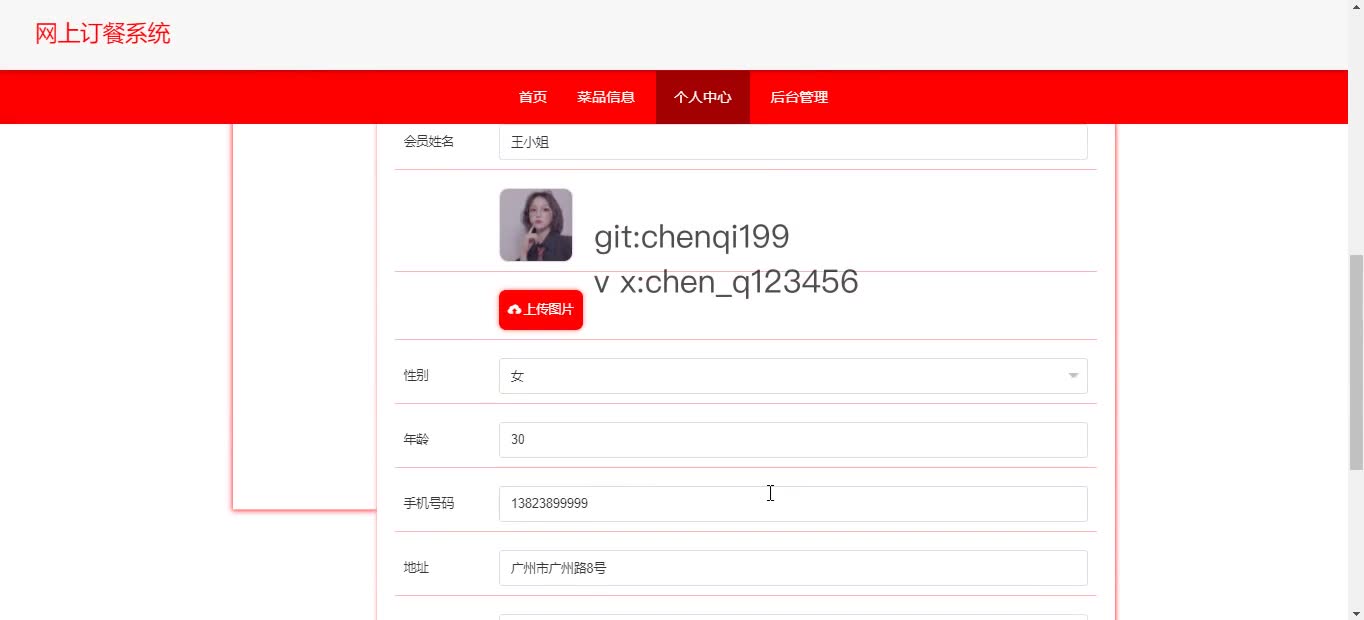 网上订餐系统
首页 菜品信息 个人中心 后台管理
会员姓名 王小姐
git:chenqi199
v x:chen_q123456
上传图片
性别 女
年龄 30
手机号码 13823899999
地址 广州市广州路8号